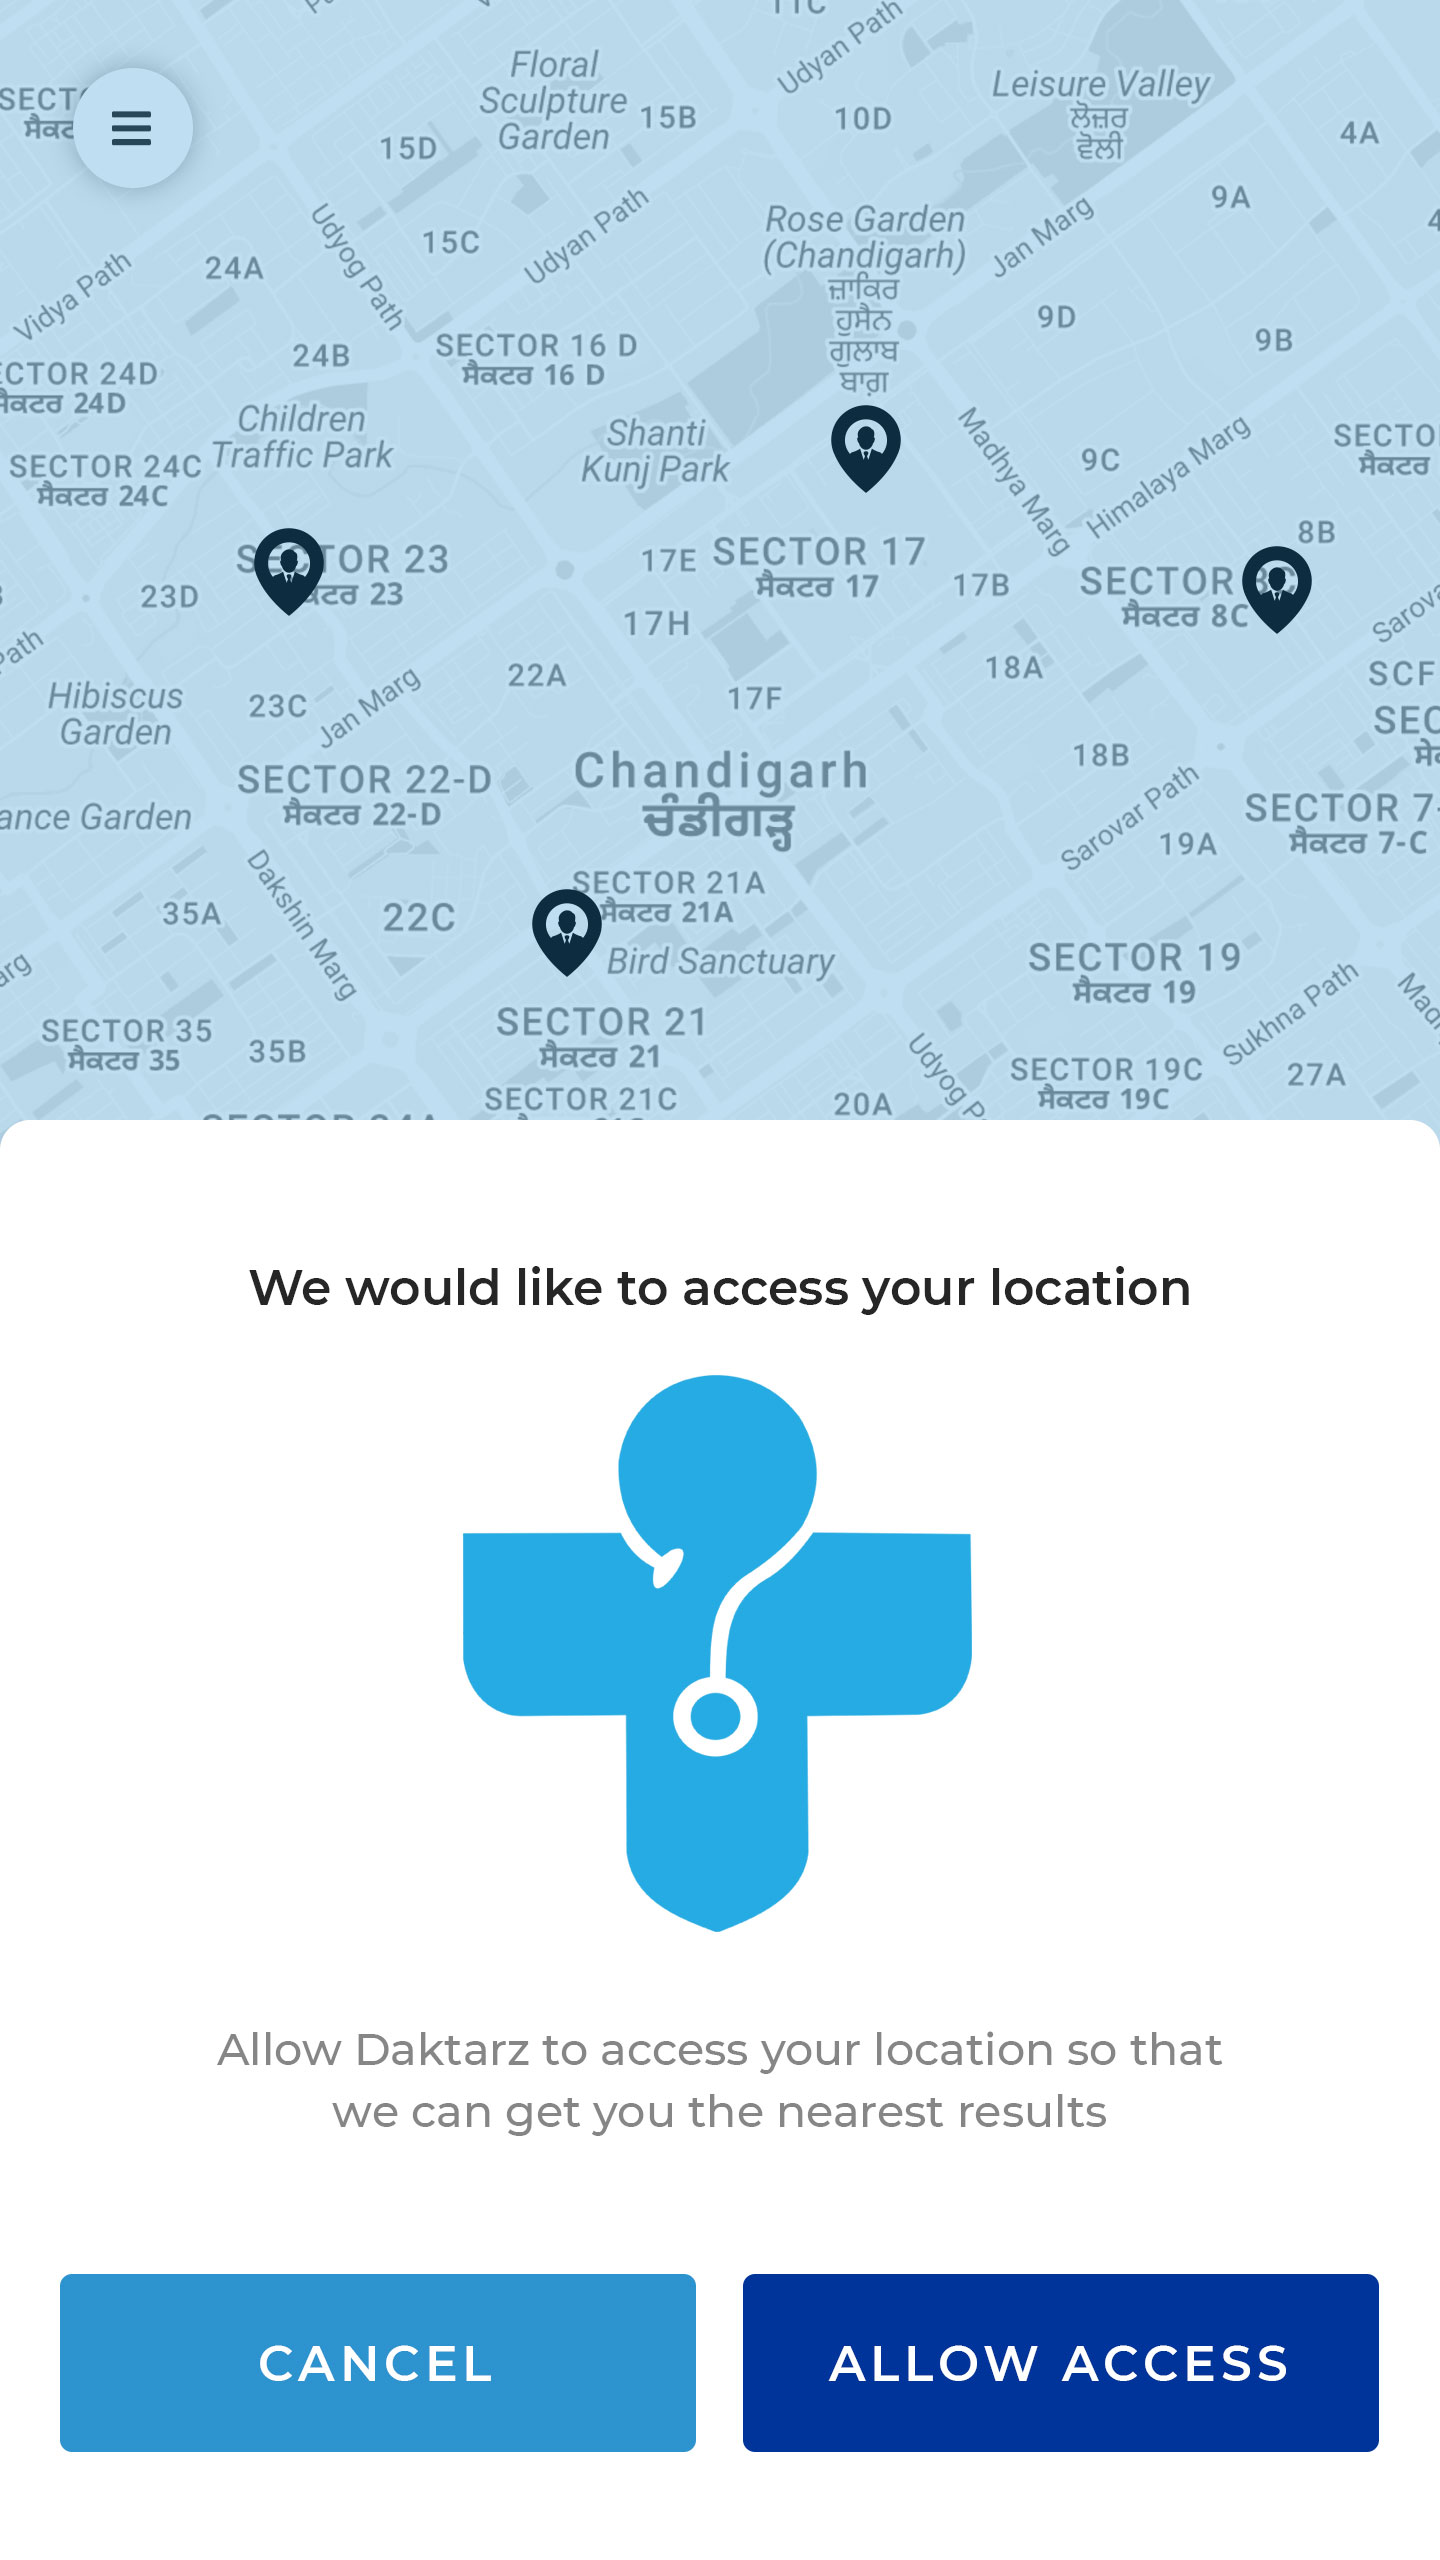 11C
Floral
Sculpture
Garden
15B
Udyan Path
10D
Leisure Valley
ਲੇਜ਼ਰ
ਵੋਲੀ
4A
15D
9A
Udyog Path
15C
Udyan Path
Rose Garden
(Chandigarh)
ਜ਼ਾਕਿਰ
ਹੁਸੈਨ
ਗੁਲਾਬ
ਬਾਗ਼
Jan Marg
24A
Vidya Path
9D
9B
24B
SECTOR 16 D
ਸੈਕਟਰ 16 D
CTOR 24D
ਸੈਕਟਰ 24D
Children
Traffic Park
Shanti
Kunj Park
Madhya Marg
9C
Himalaya Marg
SECTO
ਸੈਕਟਰ
SECTOR 24C
ਸੈਕਟਰ 24C
8B
SECTOR 23
ਕਟਰ 23
17E
SECTOR 17
ਸੈਕਟਰ 17
17B
SECTOR 8C
ਸੈਕਟਰ 8C
23D
17H
Path
22A
18A
SCF
Hibiscus
Garden
23C
Jan Marg
17F
SEC
18B
SECTOR 22-D
ਸੈਕਟਰ 22-D
Chandigarh
ਚੰਡੀਗੜ੍ਹ
Sarovar Path
SECTOR 7-
ਸੈਕਟਰ 7-C
ance Garden
19A
Dakshin Marg
SECTOR 21A
ਸੈਕਟਰ 21A
35A
22C
Bird Sanctuary
SECTOR 19
ਸੈਕਟਰ 19
Sukhna Path
SECTOR 35
ਸੈਕਟਰ 35
35B
SECTOR 21
ਸੈਕਟਰ 21
Udyog P
SECTOR 19C
ਸੈਕਟਰ 19C
27A
SECTOR 21C
20A
We would like to access your location
Allow Daktarz to access your location so that
we can get you the nearest results
CANCEL
ALLOW ACCESS